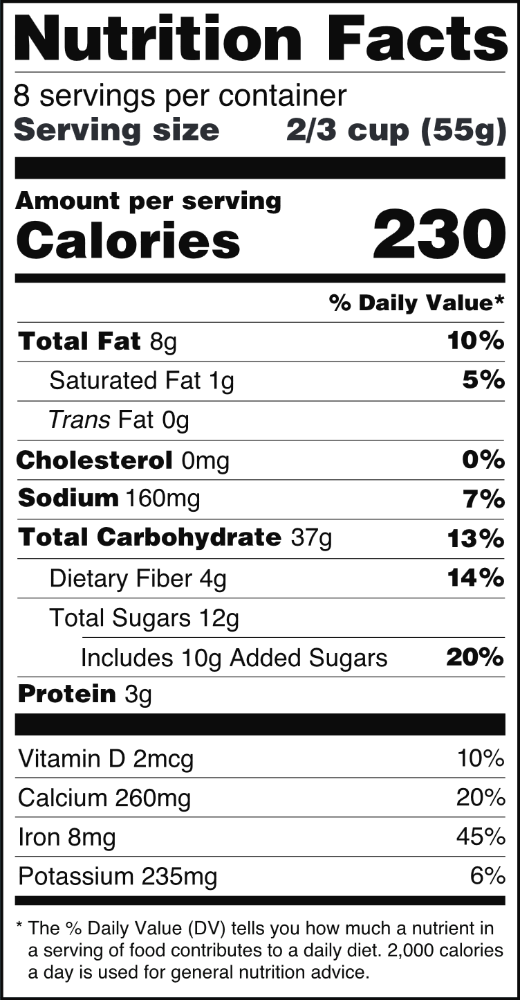 Nutrition Facts
8 servings per container
Serving size 2/3 cup (55g)
Amount per serving
Calories 230
% Daily Value*
Total Fat 8g 10%
Saturated Fat 1g 5%
Trans Fat 0g
Cholesterol 0mg 0%
Sodium 160mg 7%
Total Carbohydrate 37g 13%
Dietary Fiber 4g 14%
Total Sugars 12g
Includes 10g Added Sugars 20%
Protein 3g
Vitamin D 2mcg 10%
Calcium 260mg 20%
Iron 8mg 45%
Potassium 235mg 6%
* The % Daily Value (DV) tells you how much a nutrient in
a serving of food contributes to a daily diet. 2,000 calories
a day is used for general nutrition advice.